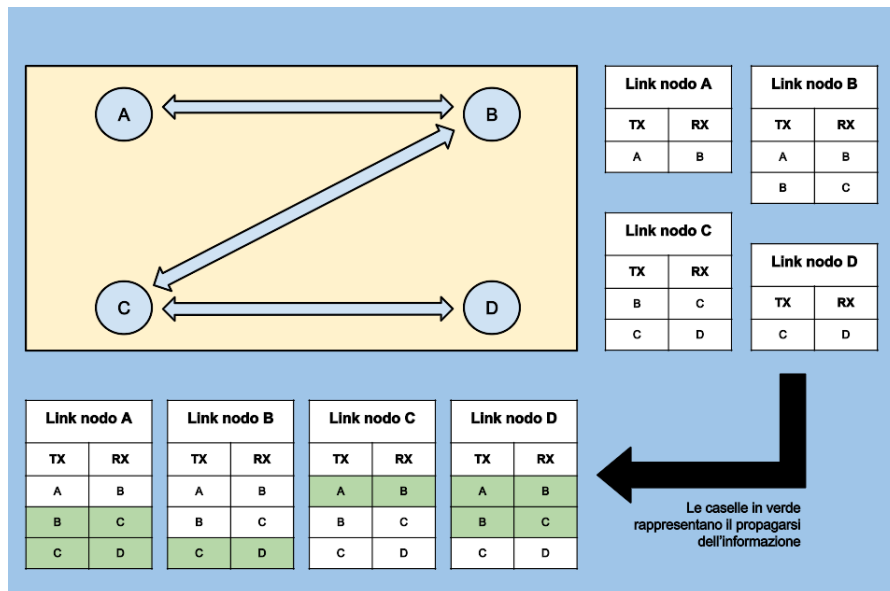 A
B
C
D
Link nodo A
TX RX
A B
Link nodo B
TX RX
A B
B C
Link nodo C
TX RX
B C
C D
Link nodo D
TX RX
C D
Link nodo A
TX RX
A B
B C
C D
Link nodo B
TX RX
A B
B C
C D
Link nodo C
TX RX
A B
B C
C D
Link nodo D
TX RX
A B
B C
C D
Le caselle in verde
rappresentano il propagarsi
dell'informazione